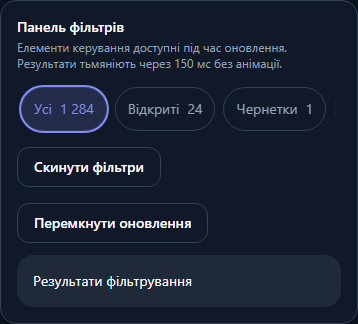 Панель фільтрів
Елементи керування доступні під час оновлення.
Результати тьмяніють через 150 мс без анімації.
Усі 1 284 Відкриті 24 Чернетки 1
Скинути фільтри
Перемкнути оновлення
Результати фільтрування